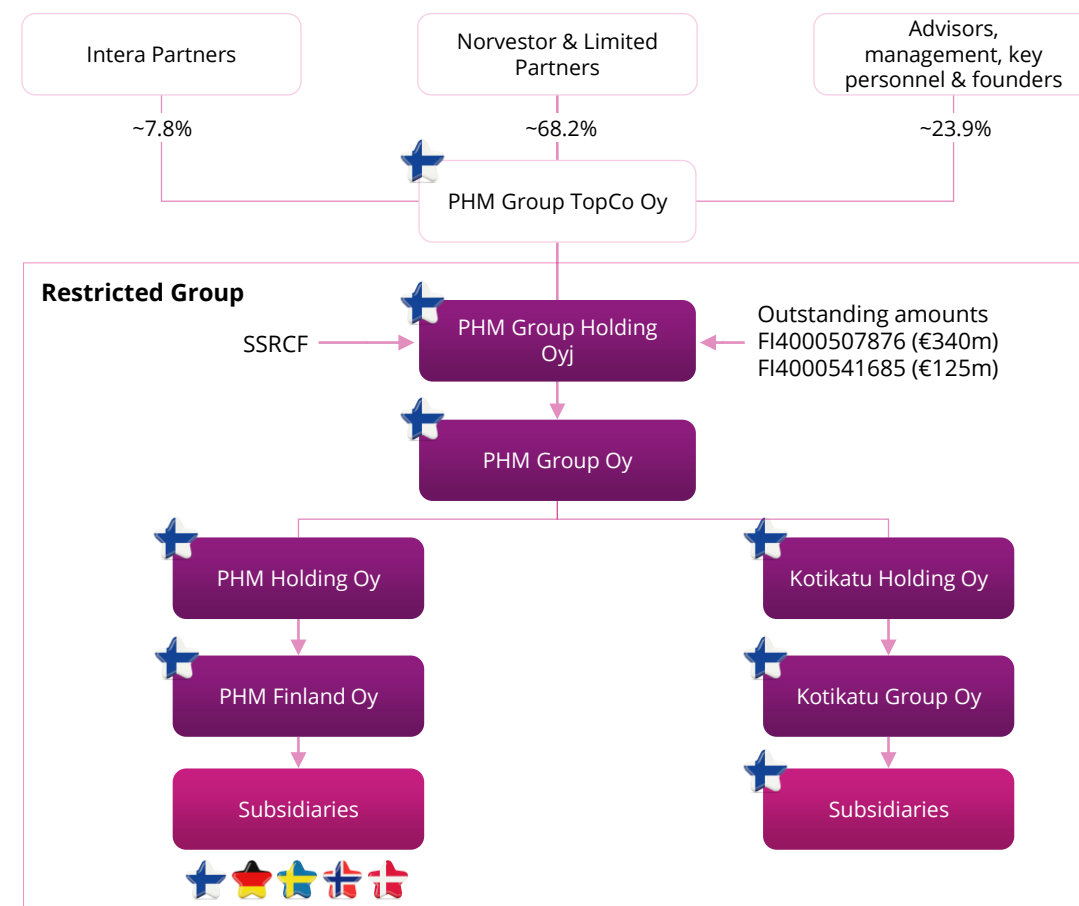 Intera Partners
Norvestor & Limited
Partners
Advisors,
management, key
personnel & founders
~7.8%
~68.2%
~23.9%
PHM Group TopCo Oy
Restricted Group
SSRCF
PHM Group Holding
Oyj
Outstanding amounts
FI4000507876 (€340m)
FI4000541685 (€125m)
PHM Group Oy
PHM Holding Oy
Kotikatu Holding Oy
PHM Finland Oy
Kotikatu Group Oy
Subsidiaries
Subsidiaries